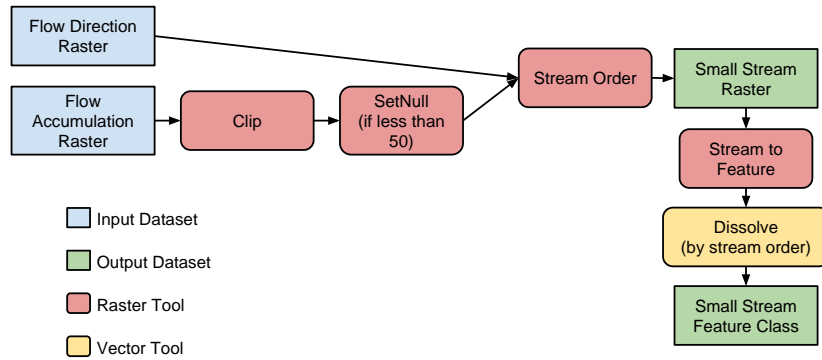 Flow Direction
Raster
Flow
Accumulation
Raster
Clip
SetNull
(if less than
50)
Stream Order
Small Stream
Raster
Stream to
Feature
Dissolve
(by stream order)
Small Stream
Feature Class
Input Dataset
Output Dataset
Raster Tool
Vector Tool